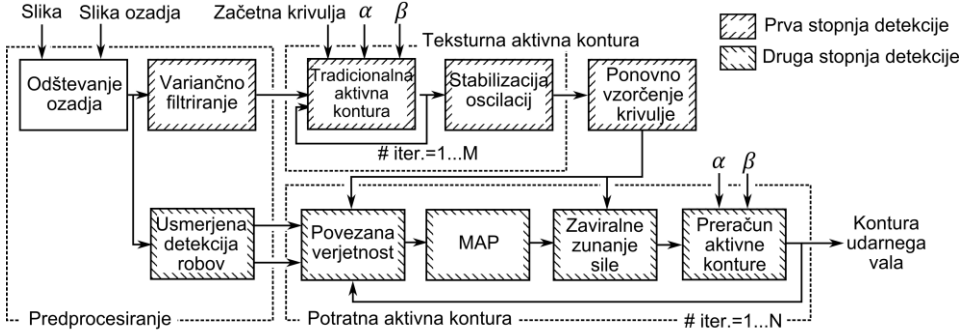 Slika
Slika ozadja
Začetna krivulja
α
β
Teksturna aktivna kontura
Prva stopnja detekcije
Druga stopnja detekcije
Odštevanje
ozadja
Variančno
filtriranje
Tradicionalna
aktivna
kontura
Stabilizacija
oscilacij
Ponovno
vzorčenje
krivulje
# iter.=1...M
α
β
Usmerjena
detekcija
robov
Povezana
verjetnost
MAP
Zaviralne
zunanje
sile
Preračun
aktivne
konture
Kontura
udarnega
vala
Predprocesiranje
Potratna aktivna kontura
# iter.=1...N